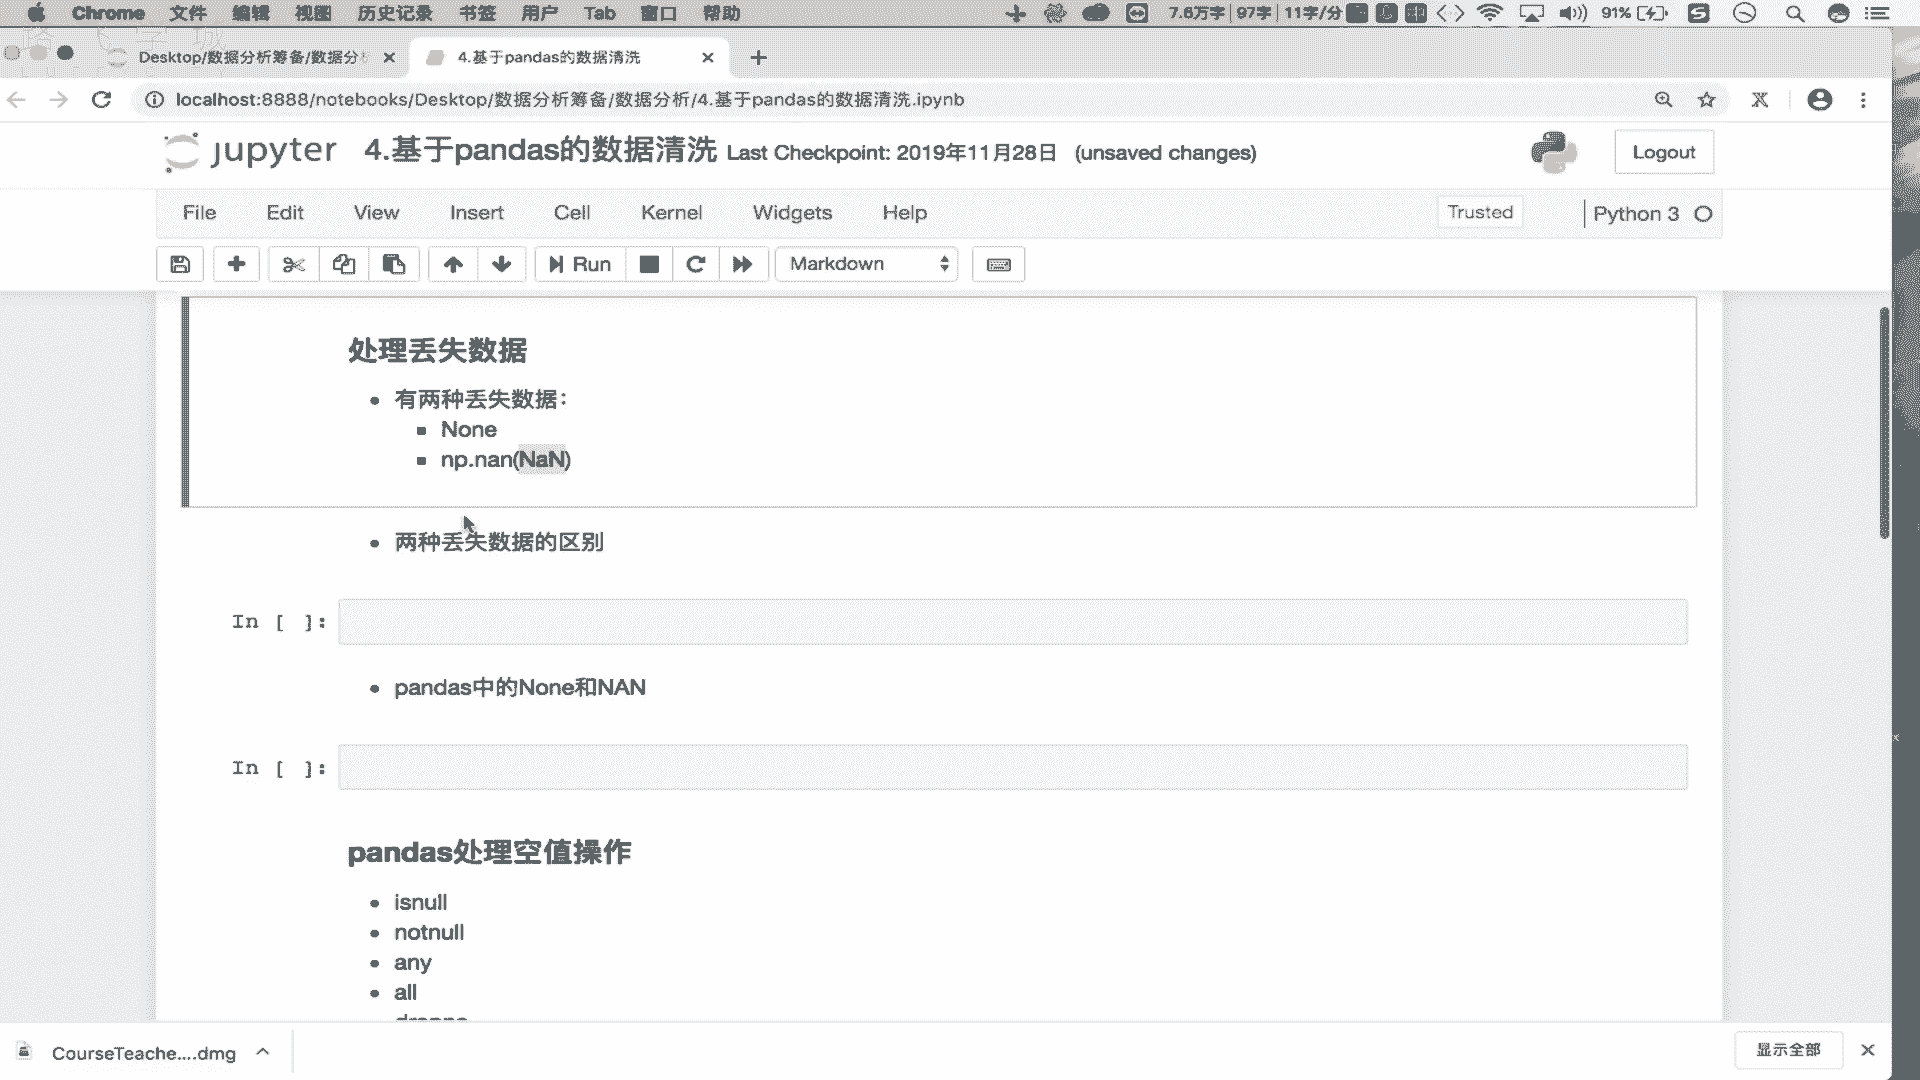 Chrome 文件 编辑 视图 历史记录 书签 用户 Tab 窗口 帮助 7.6万字 97字 11字/分 91%
Desktop/数据分析筹备/数据分 4.基于pandas的数据清洗
localhost:8888/notebooks/Desktop/数据分析筹备/数据分析/4.基于pandas的数据清洗.ipynb
jupyter 4.基于pandas的数据清洗 Last Checkpoint: 2019年11月28日 (unsaved changes) Logout
File Edit View Insert Cell Kernel Widgets Help Trusted Python 3
Run Markdown
处理丢失数据
有两种丢失数据：
None
np.nan(NaN)
两种丢失数据的区别
In [ ]:
pandas中的None和NAN
In [ ]:
pandas处理空值操作
isnull
notnull
any
all
CourseTeache....dmg 显示全部